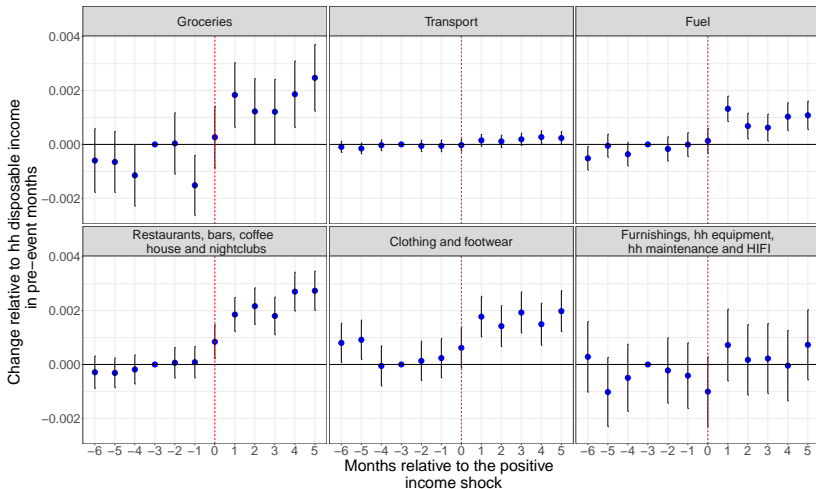 Groceries
Transport
Fuel
0.004
0.002
0.000
−0.002
Restaurants, bars, coffee
house and nightclubs
Clothing and footwear
Furnishings, hh equipment,
hh maintenance and HIFI
0.004
0.002
0.000
−0.002
−6 −5 −4 −3 −2 −1 0 1 2 3 4 5
−6 −5 −4 −3 −2 −1 0 1 2 3 4 5
−6 −5 −4 −3 −2 −1 0 1 2 3 4 5
Change relative to hh disposable income
in pre−event months
Months relative to the positive
income shock